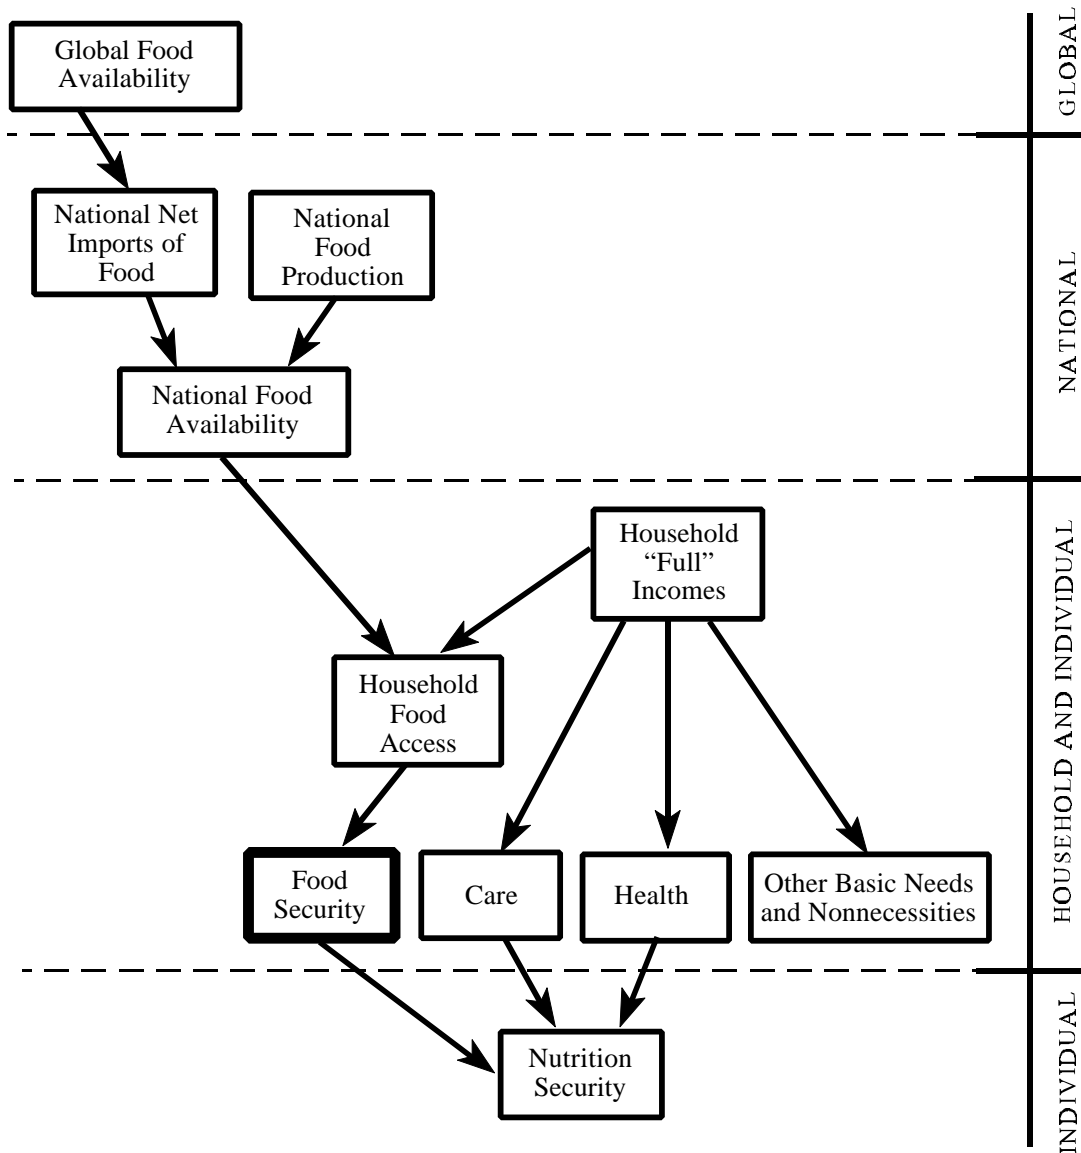 Global Food
Availability
GLOBAL
National Net
Imports of
Food
National
Food
Production
National Food
Availability
NATIONAL
Household
“Full”
Incomes
Household
Food
Access
Food
Security
Care
Health
Other Basic Needs
and Nonnecessities
HOUSEHOLD AND INDIVIDUAL
Nutrition
Security
INDIVIDUAL